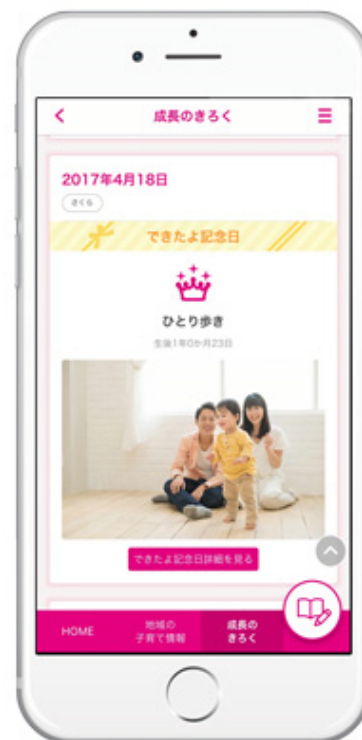 成長のきろく
2017年4月18日
さくら
できたよ記念日
ひとり歩き
生後1年0か月23日
できたよ記念日詳細を見る
HOME
地域の
子育て情報
成長の
きろく